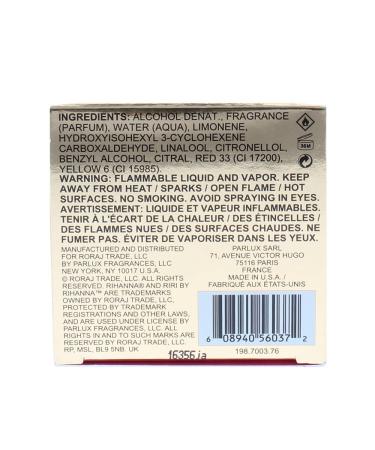 INGREDIENTS: ALCOHOL DENAT., FRAGRANCE
(PARFUM), WATER (AQUA), LIMONENE,
HYDROXYISOHEXYL 3-CYCLOHEXENE
CARBOXALDEHYDE, LINALOOL, CITRONELLOL,
BENZYL ALCOHOL, CITRAL, RED 33 (CI 17200),
YELLOW 6 (CI 15985).
36M
WARNING: FLAMMABLE LIQUID AND VAPOR. KEEP
AWAY FROM HEAT / SPARKS / OPEN FLAME / HOT
SURFACES. NO SMOKING. AVOID SPRAYING IN EYES.
AVERTISSEMENT: LIQUIDE ET VAPEUR INFLAMMABLES.
TENIR À L'ÉCART DE LA CHALEUR / DES ÉTINCELLES /
DES FLAMMES NUES / DES SURFACES CHAUDES. NE
FUMER PAS. ÉVITER DE VAPORISER DANS LES YEUX.
MANUFACTURED AND DISTRIBUTED
FOR RORAJ TRADE, LLC
BY PARLUX FRAGRANCES, LLC
NEW YORK, NY 10017 U.S.A.
© RORAJ TRADE, LLC, ALL RIGHTS
RESERVED. RIHANNA® AND RIRI BY
RIHANNA™ ARE TRADEMARKS
OWNED BY RORAJ TRADE, LLC,
PROTECTED BY TRADEMARK
REGISTRATIONS AND OTHER LAWS,
AND ARE USED UNDER LICENSE BY
PARLUX FRAGRANCES, LLC. ALL
RIGHTS IN AND TO SUCH MARKS ARE
RESERVED BY RORAJ TRADE, LLC.
RP, MSL, BL9 5NB. UK
PARLUX SARL
71, AVENUE VICTOR HUGO
75116 PARIS
FRANCE
MADE IN U.S.A. /
FABRIQUÉ AUX ÉTATS-UNIS
6 08940 56037 2
198.7003.76
16356 ja